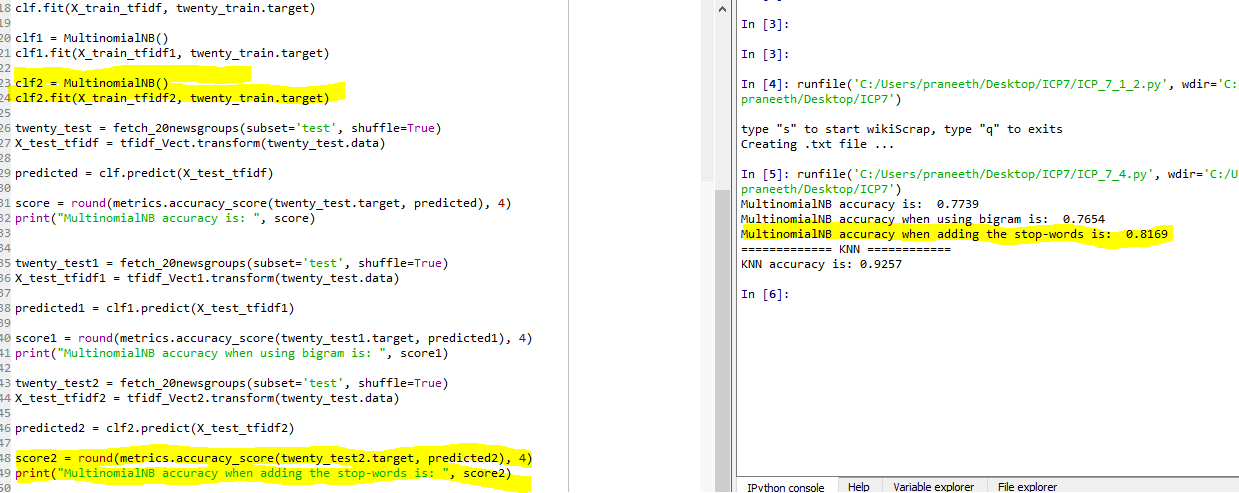 18 clf.fit(X_train_tfidf, twenty_train.target)
19
20 clf1 = MultinomialNB()
21 clf1.fit(X_train_tfidf1, twenty_train.target)
22
23 clf2 = MultinomialNB()
24 clf2.fit(X_train_tfidf2, twenty_train.target)
25
26 twenty_test = fetch_20newsgroups(subset='test', shuffle=True)
27 X_test_tfidf = tfidf_Vect.transform(twenty_test.data)
28
29 predicted = clf.predict(X_test_tfidf)
30
31 score = round(metrics.accuracy_score(twenty_test.target, predicted), 4)
32 print("MultinomialNB accuracy is: ", score)
33
34
35 twenty_test1 = fetch_20newsgroups(subset='test', shuffle=True)
36 X_test_tfidf1 = tfidf_Vect1.transform(twenty_test.data)
37
38 predicted1 = clf1.predict(X_test_tfidf1)
39
40 score1 = round(metrics.accuracy_score(twenty_test1.target, predicted1), 4)
41 print("MultinomialNB accuracy when using bigram is: ", score1)
42
43 twenty_test2 = fetch_20newsgroups(subset='test', shuffle=True)
44 X_test_tfidf2 = tfidf_Vect2.transform(twenty_test.data)
45
46 predicted2 = clf2.predict(X_test_tfidf2)
47
48 score2 = round(metrics.accuracy_score(twenty_test2.target, predicted2), 4)
49 print("MultinomialNB accuracy when adding the stop-words is: ", score2)
50
In [3]:
In [3]:
In [4]: runfile('C:/Users/praneeth/Desktop/ICP7/ICP_7_1_2.py', wdir='C:
praneeth/Desktop/ICP7')
type "s" to start wikiScrap, type "q" to exits
Creating .txt file ...
In [5]: runfile('C:/Users/praneeth/Desktop/ICP7/ICP_7_4.py', wdir='C:/U
praneeth/Desktop/ICP7')
MultinomialNB accuracy is:  0.7739
MultinomialNB accuracy when using bigram is:  0.7654
MultinomialNB accuracy when adding the stop-words is:  0.8169
============= KNN ============
KNN accuracy is: 0.9257
In [6]:
IPython console Help Variable explorer File explorer